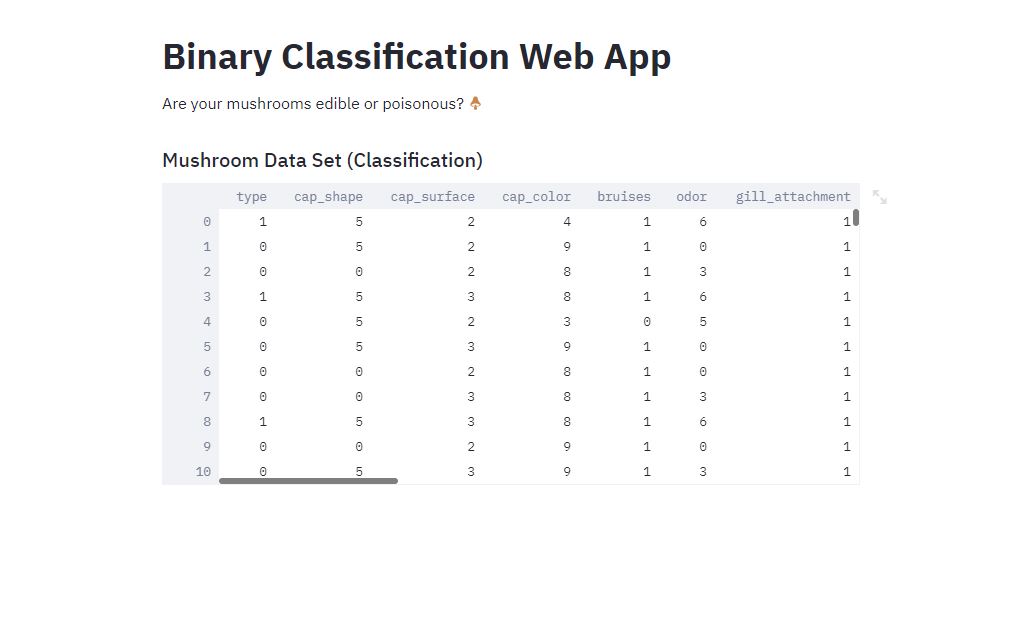 Binary Classification Web App
Are your mushrooms edible or poisonous? 🍄
Mushroom Data Set (Classification)
type cap_shape cap_surface cap_color bruises odor gill_attachment
0 1 5 2 4 1 6 1
1 0 5 2 9 1 0 1
2 0 0 2 8 1 3 1
3 1 5 3 8 1 6 1
4 0 5 2 3 0 5 1
5 0 5 3 9 1 0 1
6 0 0 2 8 1 0 1
7 0 0 3 8 1 3 1
8 1 5 3 8 1 6 1
9 0 0 2 9 1 0 1
10 0 5 3 9 1 3 1